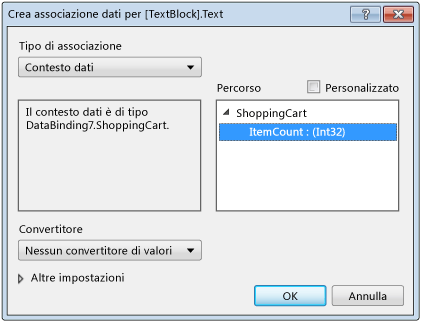 Crea associazione dati per [TextBlock].Text
?
Tipo di associazione
Contesto dati
Percorso
Personalizzato
Il contesto dati è di tipo
DataBinding7.ShoppingCart.
ShoppingCart
ItemCount : (Int32)
Convertitore
Nessun convertitore di valori
Altre impostazioni
OK
Annulla